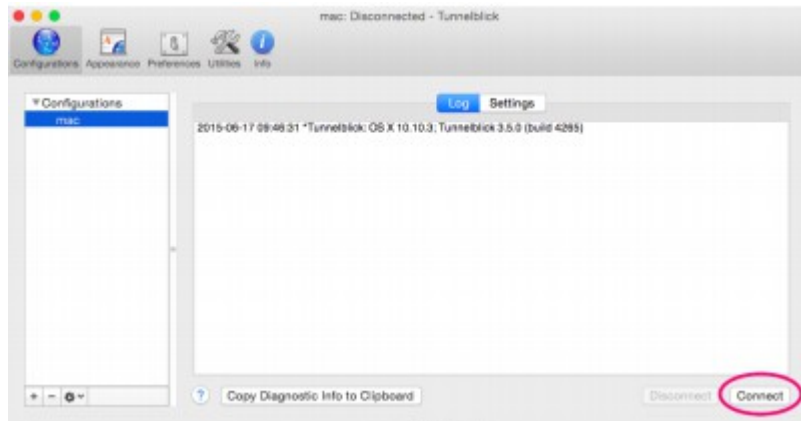 mac: Disconnected - Tunnelblick
Configurations Appearance Preferences Utilities Info
▼Configurations
mac
Log Settings
2015-06-17 09:46:31 *Tunnelblick: OS X 10.10.3; Tunnelblick 3.5.0 (build 4265)
+ -
? Copy Diagnostic Info to Clipboard Disconnect Connect